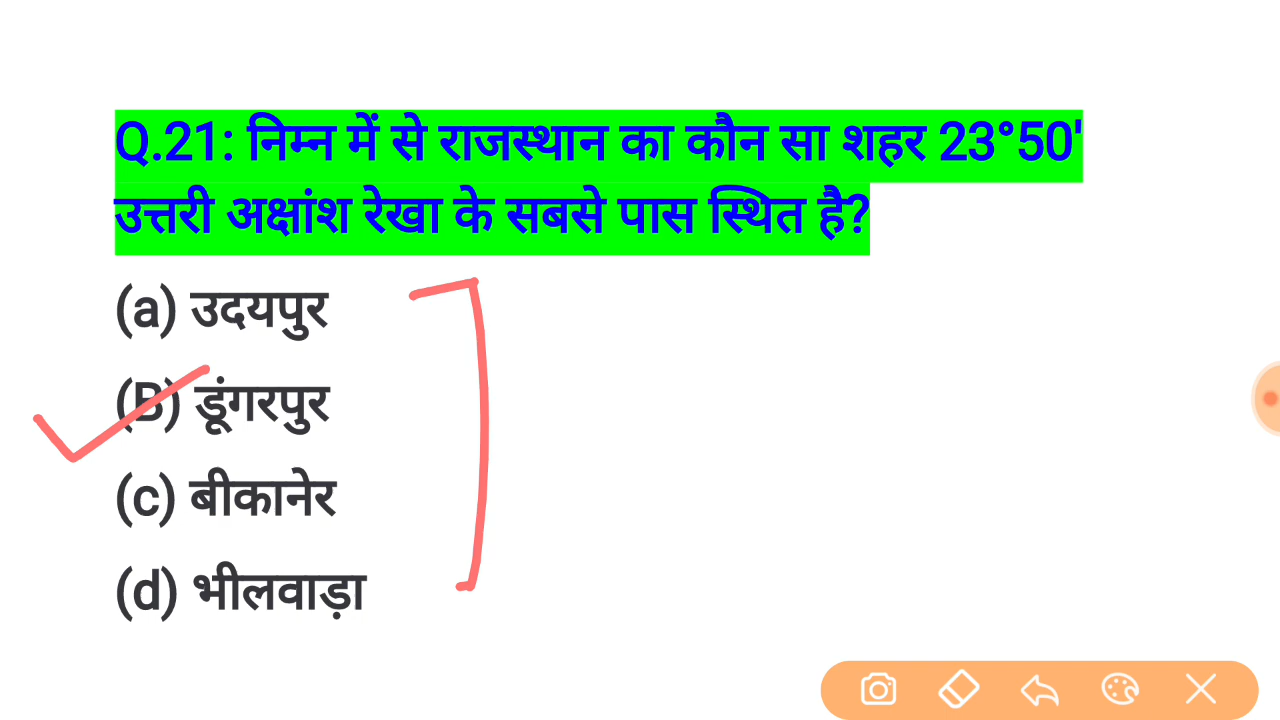 Q.21: निम्न में से राजस्थान का कौन सा शहर 23°50'
उत्तरी अक्षांश रेखा के सबसे पास स्थित है?
(a) उदयपुर
(B) डूंगरपुर
(c) बीकानेर
(d) भीलवाड़ा